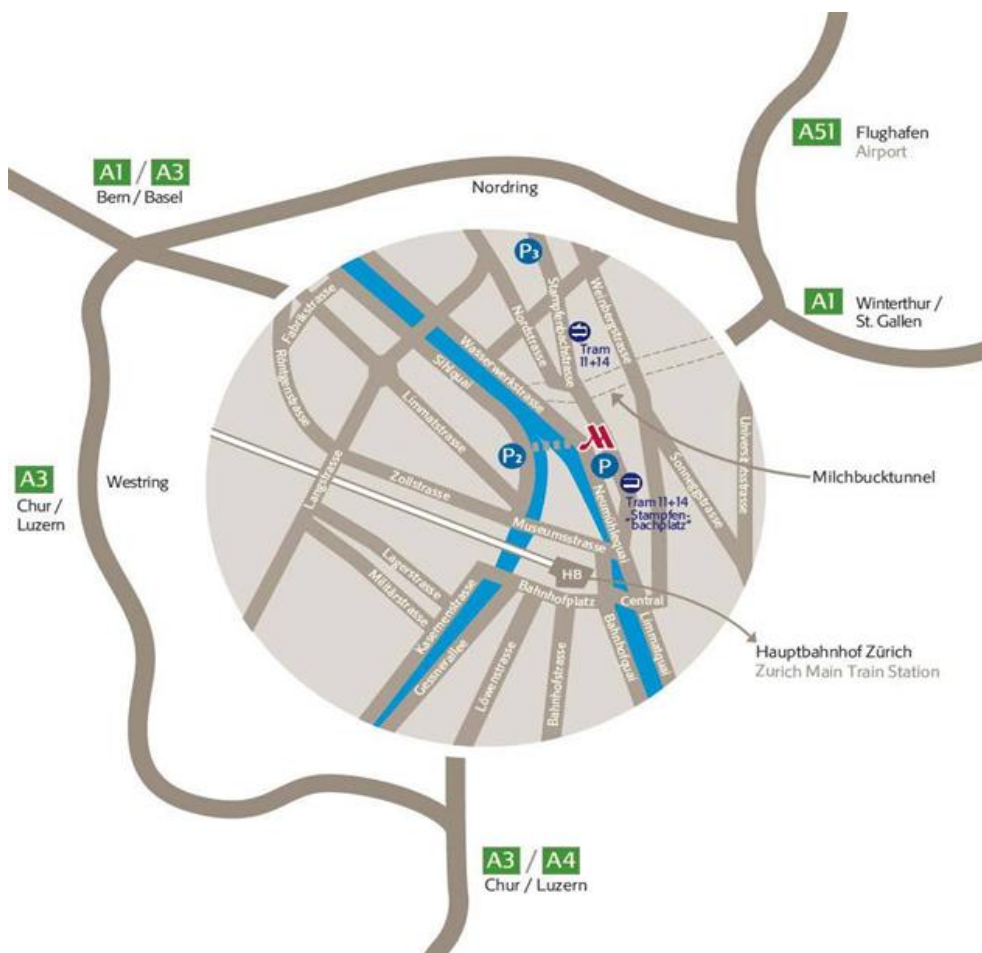 A51 Flughafen
Airport
A1 / A3
Bern / Basel
Nordring
P3
A1 Winterthur /
St. Gallen
Fabrikstrasse
Röntgenstrasse
Sihlquai
Wasserwerkstrasse
Nordstrasse
Stampfenbachstrasse
Weinbergstrasse
Tram
11+14
Limmatstrasse
Langstrasse
P2
P
Universitätsstrasse
Sonneggstrasse
Milchbucktunnel
A3
Chur /
Luzern
Westring
Zollstrasse
Tram 11+14
"Stampfen-
bachplatz"
Neumühlequai
Museumsstrasse
Lagerstrasse
Militärstrasse
HB
Kasernenstrasse
Bahnhofplatz
Central
Gessnerallee
Löwenstrasse
Bahnhofstrasse
Bahnhofquai
Limmatquai
Hauptbahnhof Zürich
Zurich Main Train Station
A3 / A4
Chur / Luzern